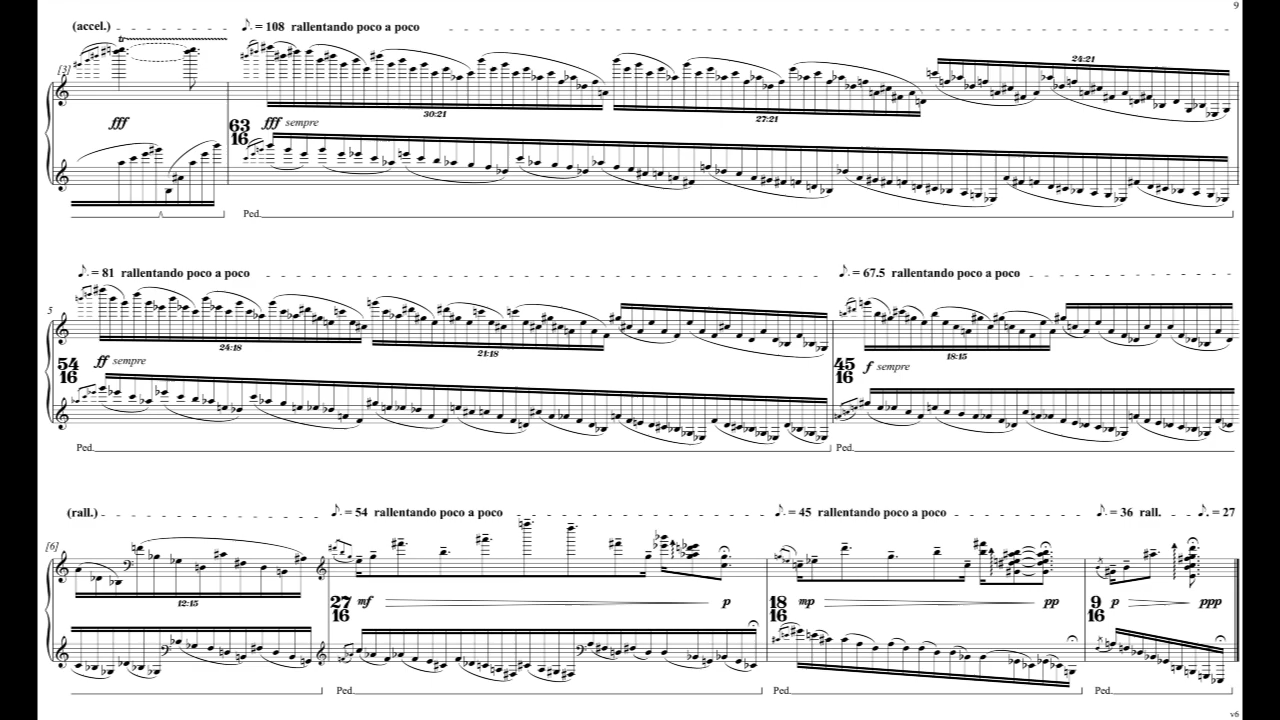 9
(accel.) ♪. = 108 rallentando poco a poco
tr
[3]
24:21
30:21
27:21
fff 63 16 fff sempre
Ped.
♪. = 81 rallentando poco a poco ♪. = 67.5 rallentando poco a poco
5
24:18 21:18 18:15
54 16 ff sempre 45 16 f sempre
Ped. Ped.
(rall.) ♪. = 54 rallentando poco a poco ♪. = 45 rallentando poco a poco ♪. = 36 rall. ♪. = 27
[6]
12:15
27 16 mf p 18 16 mp pp 9 16 p ppp
Ped. Ped. Ped.
v6